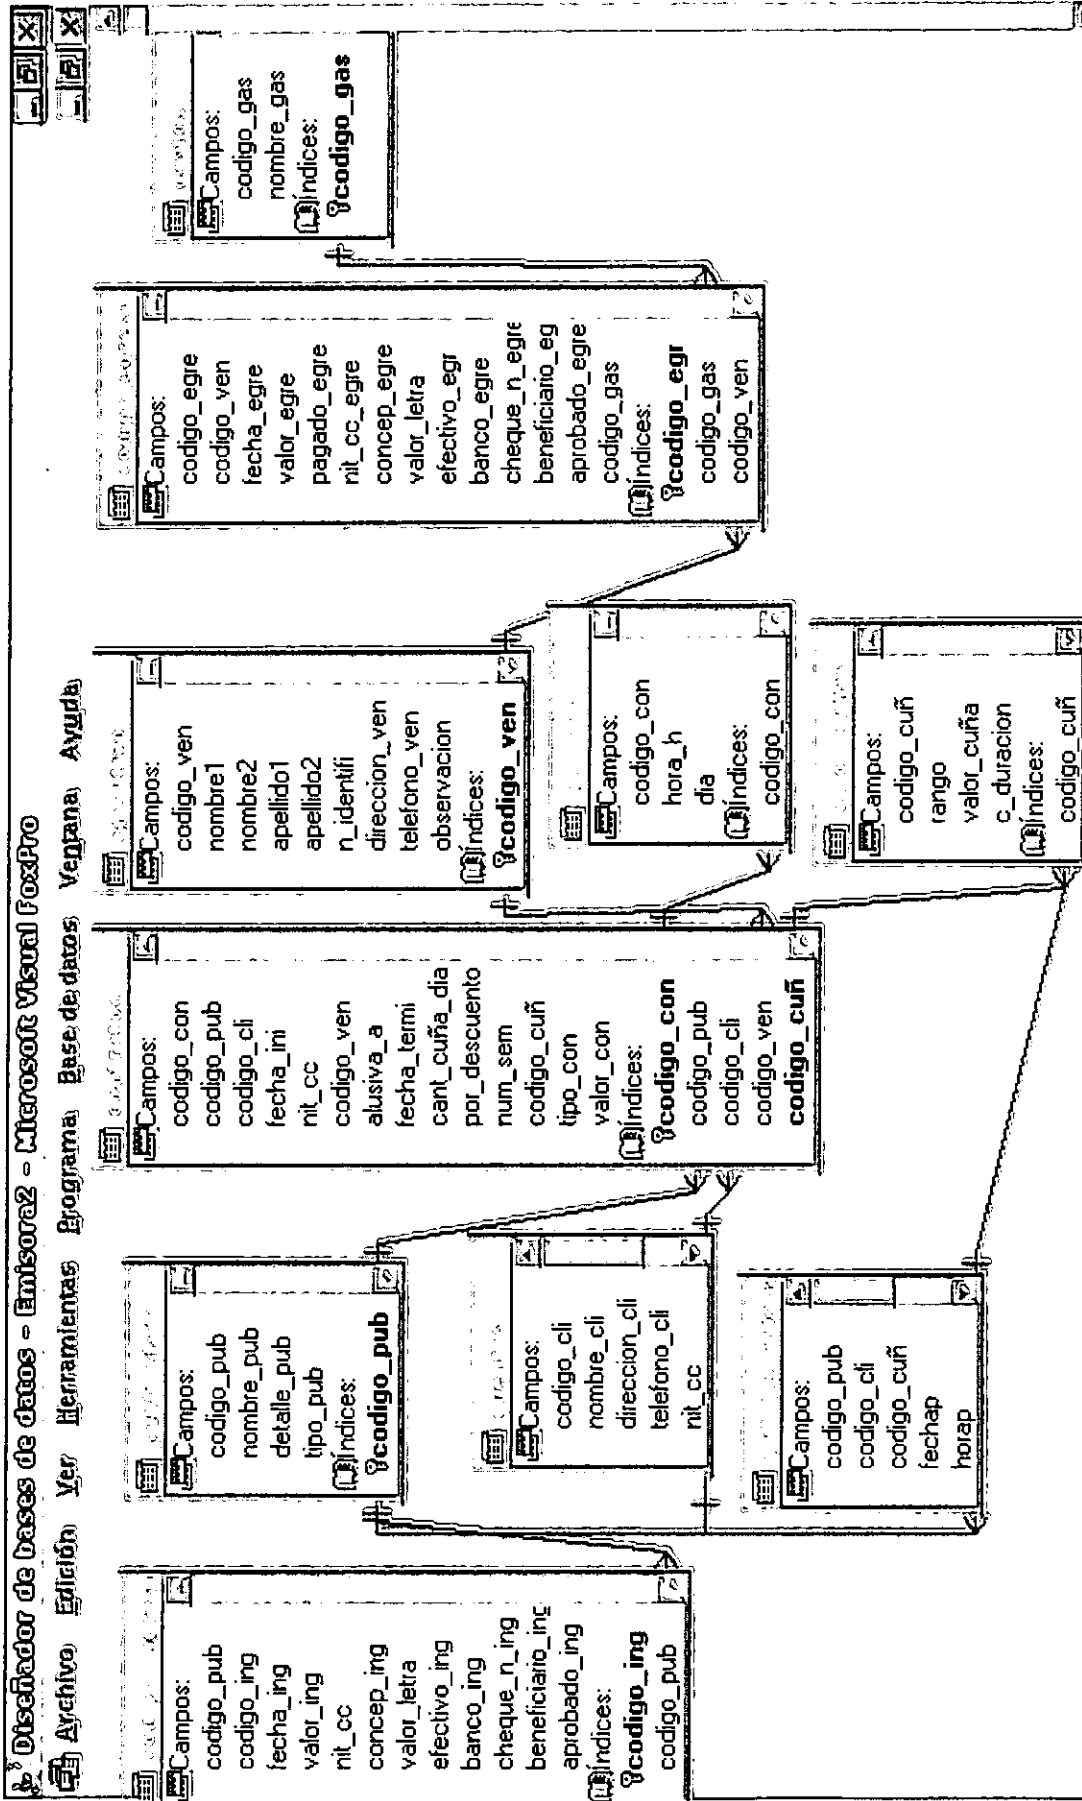 Diseñador de bases de datos - Emisora2 - Microsoft Visual FoxPro
Archivo Edición Ver Herramientas Programa Base de datos Ventana Ayuda
Campos:
codigo_pub
codigo_ing
fecha_ing
valor_ing
nit_cc
concep_ing
valor_letra
efectivo_ing
banco_ing
cheque_n_ing
beneficiario_ing
aprobado_ing
Índices:
codigo_ing
codigo_pub
Campos:
codigo_pub
nombre_pub
detalle_pub
tipo_pub
Índices:
codigo_pub
Campos:
codigo_cli
nombre_cli
direccion_cli
telefono_cli
nit_cc
Campos:
codigo_pub
codigo_cli
codigo_cuñ
fechap
horap
Campos:
codigo_con
codigo_pub
codigo_cli
fecha_ini
nit_cc
codigo_ven
alusiva_a
fecha_termi
cant_cuña_dia
por_descuento
num_sem
codigo_cuñ
tipo_con
valor_con
Índices:
codigo_con
codigo_pub
codigo_cli
codigo_ven
codigo_cuñ
Campos:
codigo_ven
nombre1
nombre2
apellido1
apellido2
n_identifi
direccion_ven
telefono_ven
observacion
Índices:
codigo_ven
Campos:
codigo_con
hora_h
dia
Índices:
codigo_con
Campos:
codigo_cuñ
rango
valor_cuña
c_duracion
Índices:
codigo_cuñ
Campos:
codigo_egre
codigo_ven
fecha_egre
valor_egre
pagado_egre
nit_cc_egre
concep_egre
valor_letra
efectivo_egr
banco_egre
cheque_n_egre
beneficiario_eg
aprobado_egre
codigo_gas
Índices:
codigo_egr
codigo_gas
codigo_ven
Campos:
codigo_gas
nombre_gas
Índices:
codigo_gas